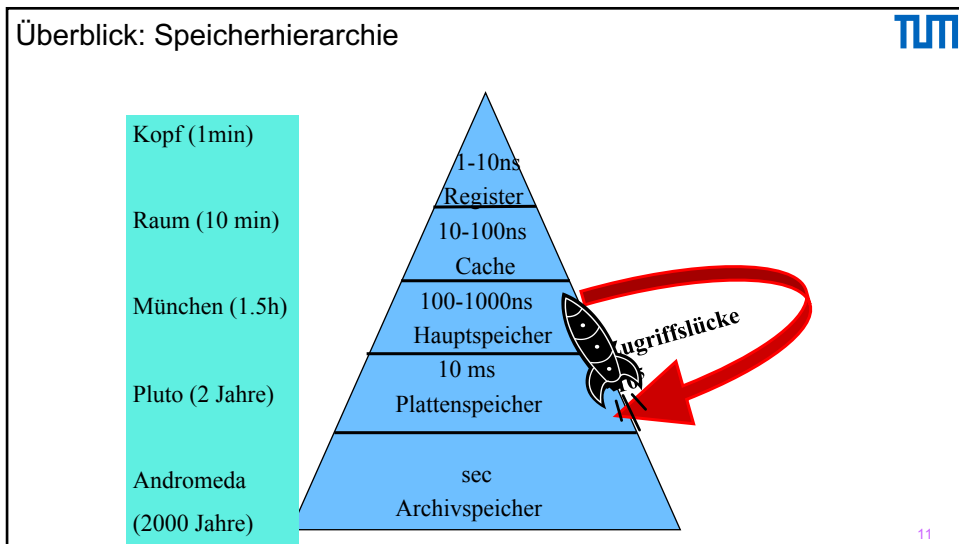 Überblick: Speicherhierarchie
TUM
Kopf (1min)
Raum (10 min)
München (1.5h)
Pluto (2 Jahre)
Andromeda
(2000 Jahre)
1-10ns
Register
10-100ns
Cache
100-1000ns
Hauptspeicher
10 ms
Plattenspeicher
sec
Archivspeicher
Zugriffslücke
11